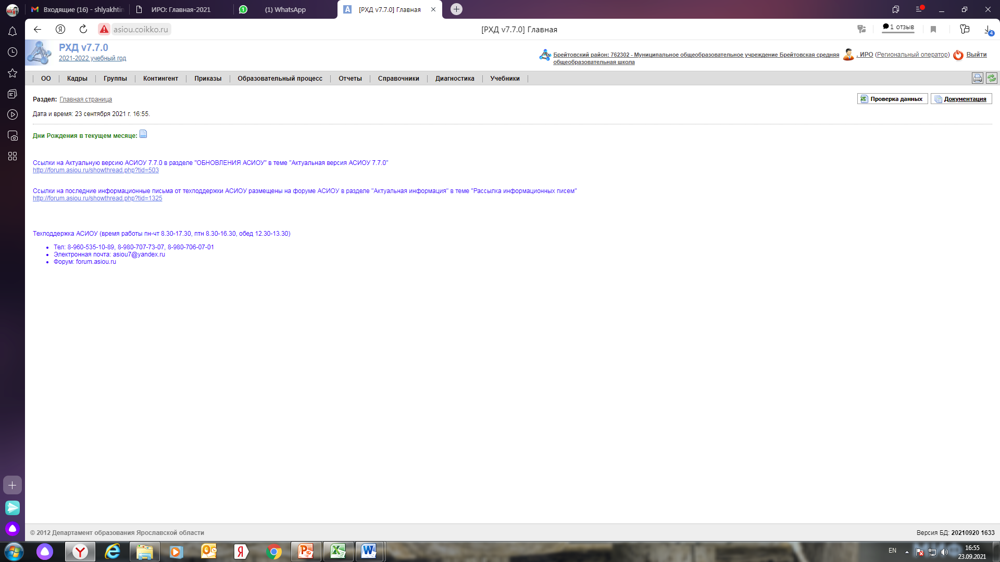 Входящие (16) - shlyakhtin
ИРО: Главная-2021
(1) WhatsApp
[РХД v7.7.0] Главная
asiou.coikko.ru
[РХД v7.7.0] Главная
1 отзыв
4
РХД v7.7.0
2021-2022 учебный год
Брейтовский район: 762302 - Муниципальное общеобразовательное учреждение Брейтовская средняя
общеобразовательная школа
. ИРО (Региональный оператор)
Выйти
ОО
Кадры
Группы
Контингент
Приказы
Образовательный процесс
Отчеты
Справочники
Диагностика
Учебники
Раздел: Главная страница
Проверка данных
Документация
Дата и время: 23 сентября 2021 г. 16:55.
Дни Рождения в текущем месяце:
Ссылки на Актуальную версию АСИОУ 7.7.0 в разделе "ОБНОВЛЕНИЯ АСИОУ" в теме "Актуальная версия АСИОУ 7.7.0"
http://forum.asiou.ru/showthread.php?tid=503
Ссылки на последние информационные письма от техподдержки АСИОУ размещены на форуме АСИОУ в разделе "Актуальная информация" в теме "Рассылка информационных писем"
http://forum.asiou.ru/showthread.php?tid=1325
Техподдержка АСИОУ (время работы пн-чт 8.30-17.30, птн 8.30-16.30, обед 12.30-13.30)
• Тел: 8-960-535-10-89, 8-980-707-73-07, 8-980-706-07-01
• Электронная почта: asiou7@yandex.ru
• Форум: forum.asiou.ru
© 2012 Департамент образования Ярославской области
Версия БД: 20210920 1633
EN
16:55
23.09.2021